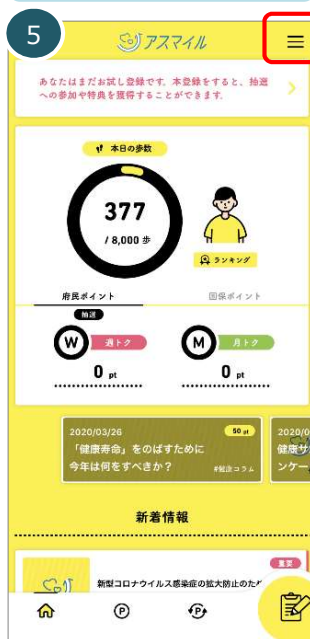 5
アスマイル
あなたはまだお試し登録です。本登録をすると、抽選
への参加や特典を獲得することができます。
本日の歩数
377
/ 8,000 歩
ランキング
府民ポイント
国保ポイント
抽選
W 週トク
M 月トク
0 pt
0 pt
2020/03/26
50 pt
「健康寿命」をのばすために
今年は何をすべきか?
#健康コラム
2020/0
健康サ
ンケー
新着情報
重要
新型コロナウイルス感染症の拡大防止のため
P
P